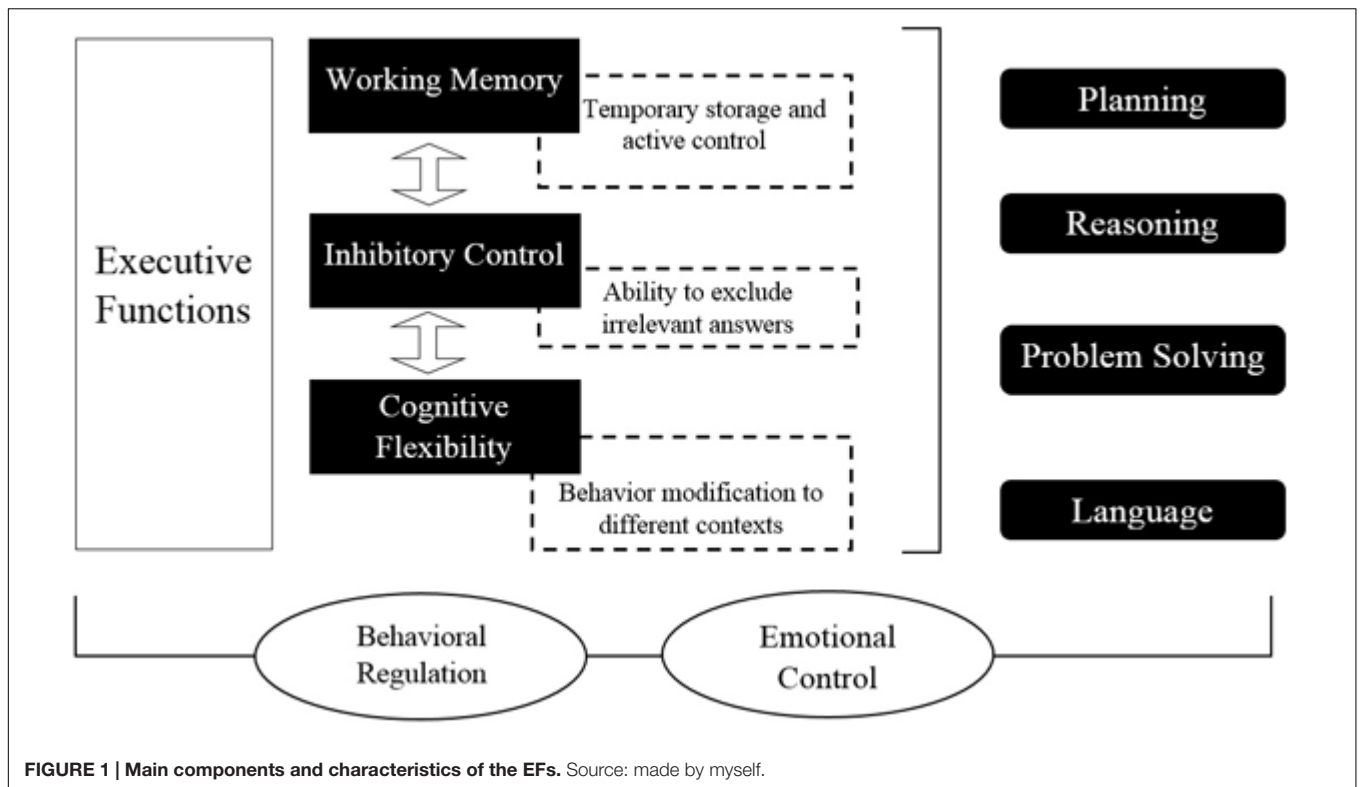 Executive
Functions
Working Memory
Temporary storage and
active control
Inhibitory Control
Ability to exclude
irrelevant answers
Cognitive
Flexibility
Behavior modification to
different contexts
Planning
Reasoning
Problem Solving
Language
Behavioral
Regulation
Emotional
Control
FIGURE 1 | Main components and characteristics of the EFs. Source: made by myself.